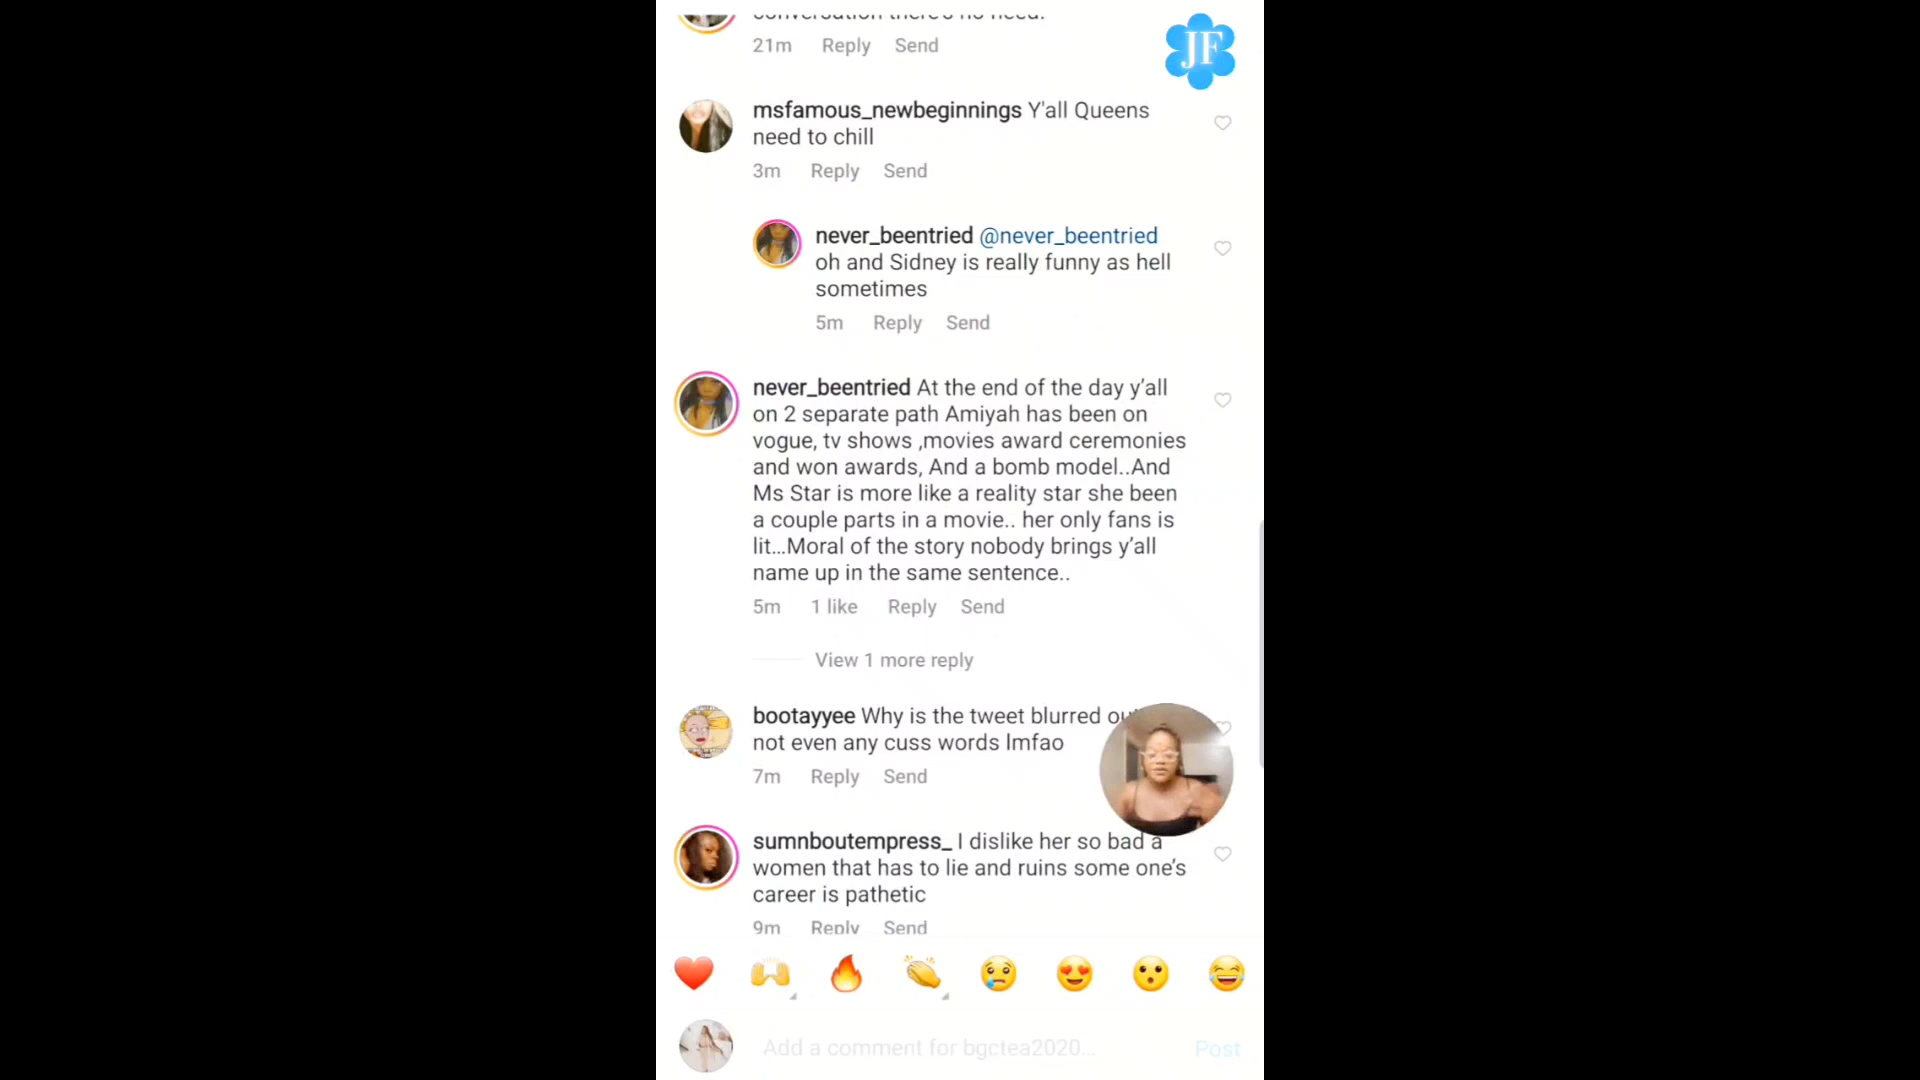 conversation there's no need.
21m Reply Send
JF
msfamous_newbeginnings Y'all Queens
need to chill
3m Reply Send
never_beentried @never_beentried
oh and Sidney is really funny as hell
sometimes
5m Reply Send
never_beentried At the end of the day y’all
on 2 separate path Amiyah has been on
vogue, tv shows ,movies award ceremonies
and won awards, And a bomb model..And
Ms Star is more like a reality star she been
a couple parts in a movie.. her only fans is
lit...Moral of the story nobody brings y’all
name up in the same sentence..
5m 1 like Reply Send
View 1 more reply
bootayyee Why is the tweet blurred
not even any cuss words lmfao
7m Reply Send
sumnboutempress_ I dislike her so bad a
women that has to lie and ruins some one’s
career is pathetic
9m Reply Send
Add a comment for bgctea2020...
Post